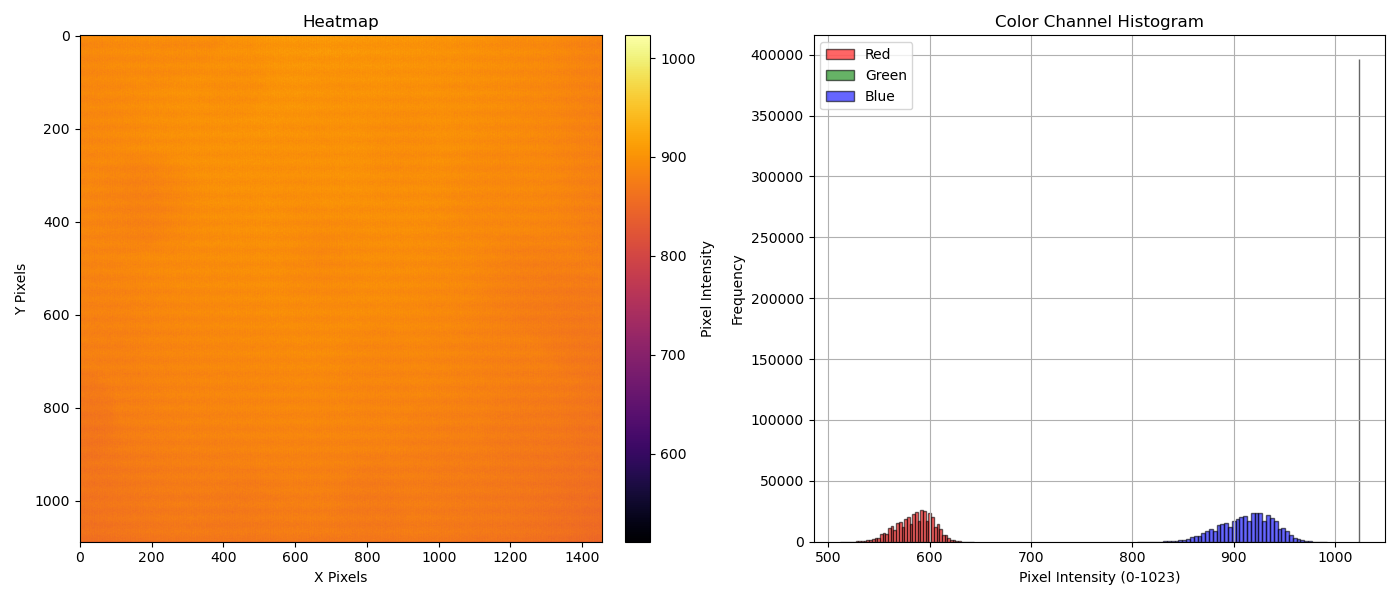 Heatmap
0
200
400
600
800
1000
Y Pixels
0 200 400 600 800 1000 1200 1400
X Pixels
1000
900
800
700
600
Pixel Intensity
Color Channel Histogram
Red
Green
Blue
400000
350000
300000
250000
200000
150000
100000
50000
0
Frequency
500 600 700 800 900 1000
Pixel Intensity (0-1023)